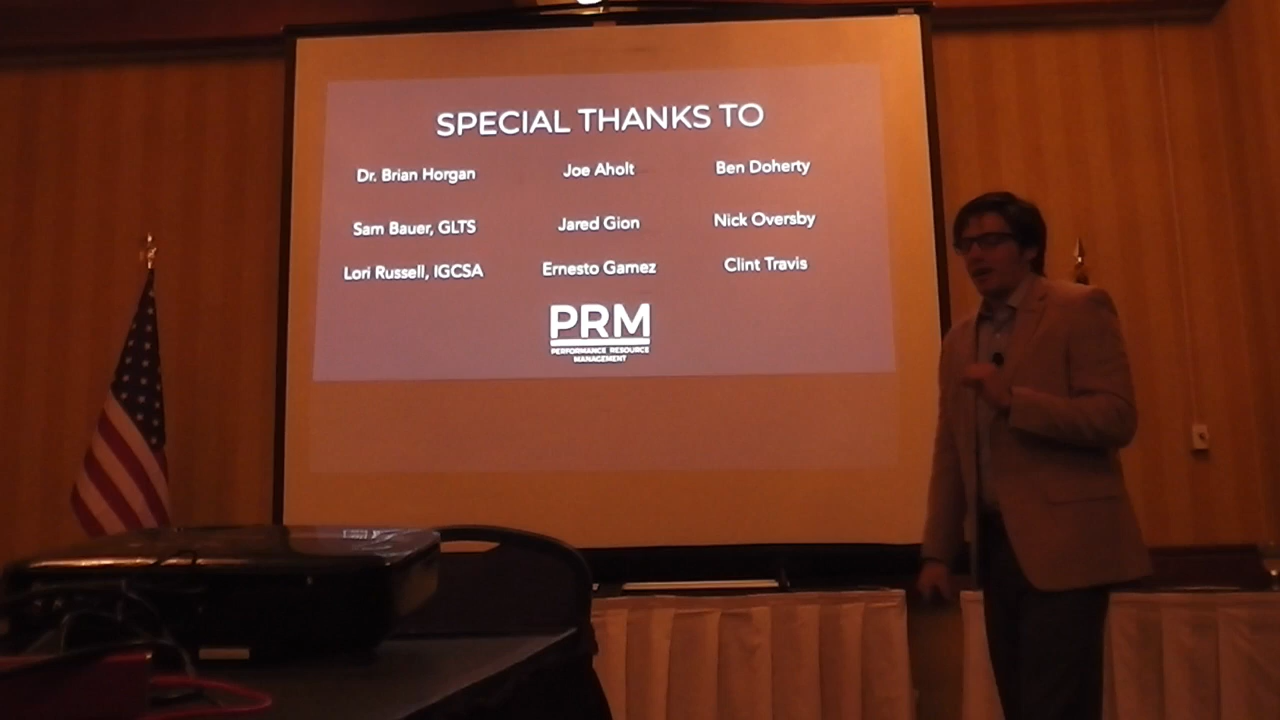 SPECIAL THANKS TO
Dr. Brian Horgan Joe Aholt Ben Doherty
Sam Bauer, GLTS Jared Gion Nick Oversby
Lori Russell, IGCSA Ernesto Gamez Clint Travis
PRM
PERFORMANCE RESOURCE
MANAGEMENT